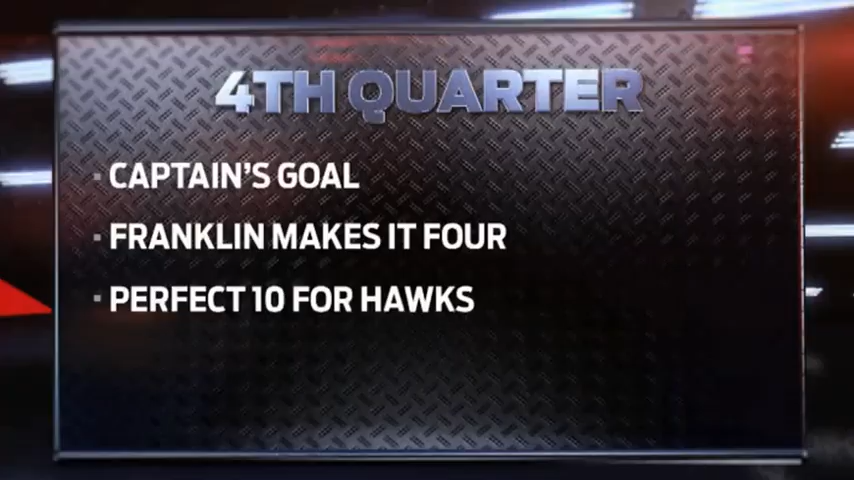 4TH QUARTER
CAPTAIN'S GOAL
FRANKLIN MAKES IT FOUR
PERFECT 10 FOR HAWKS